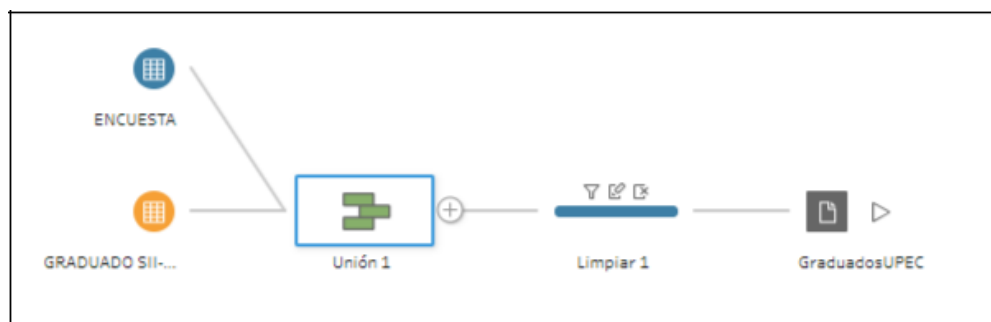 ENCUESTA
GRADUADO SII-...
Unión 1
Limpiar 1
GraduadosUPEC